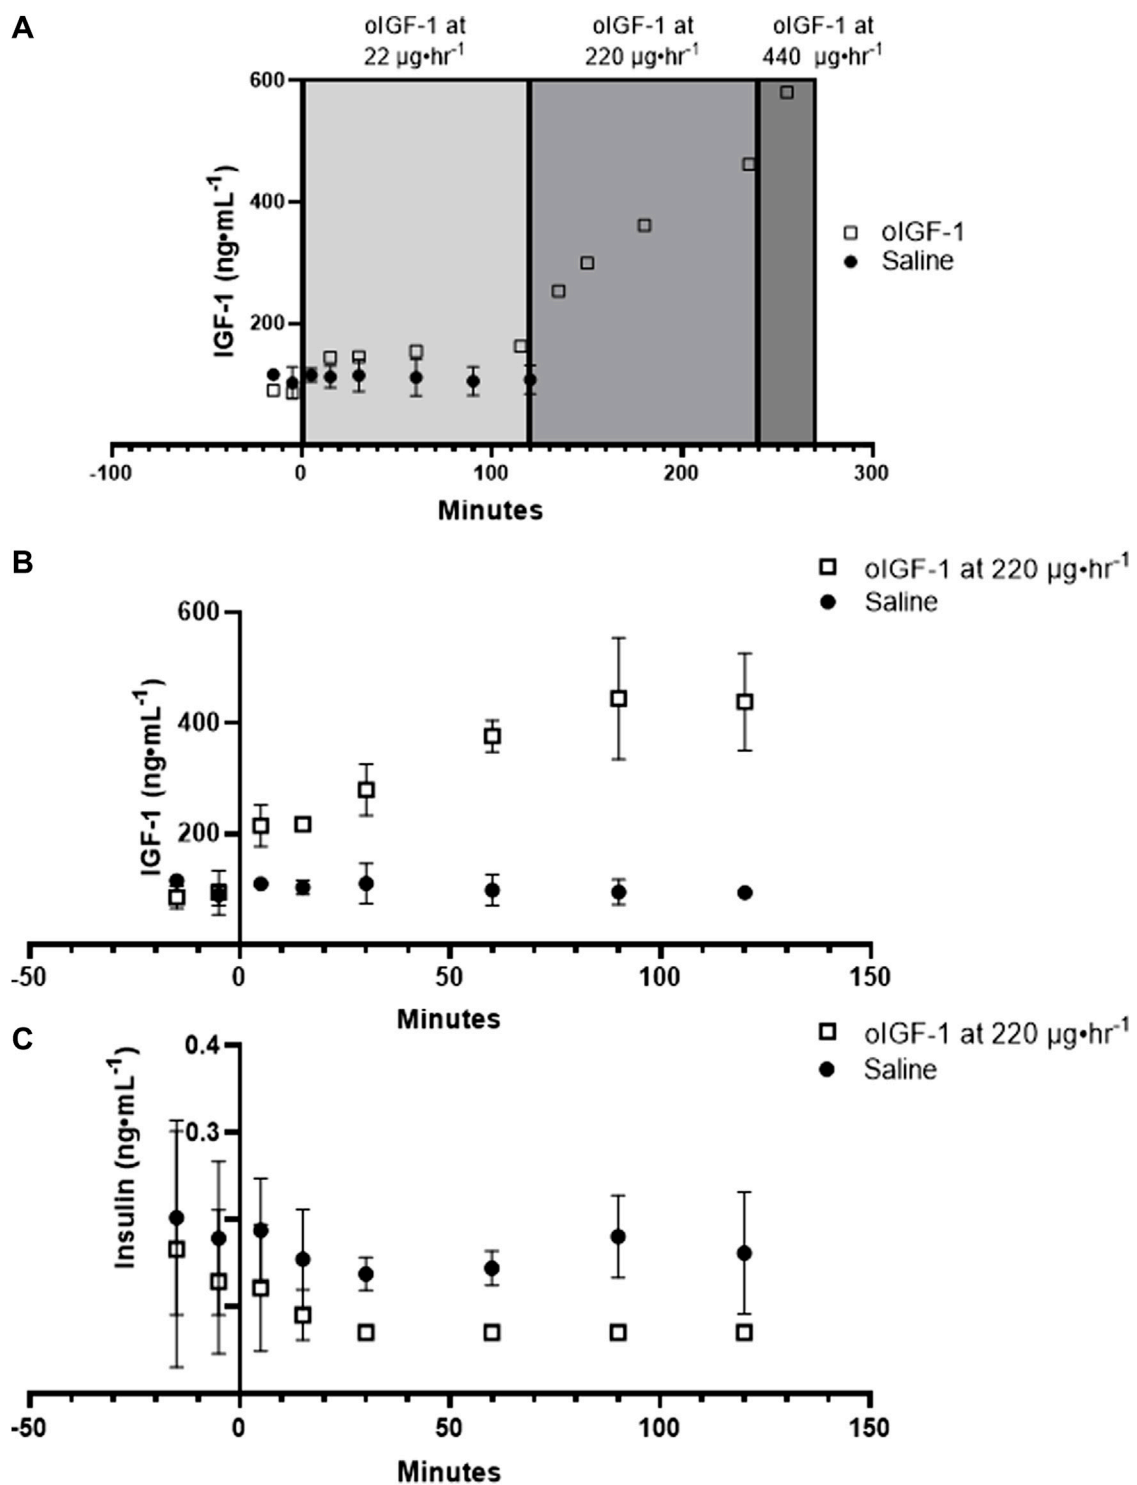 A
oIGF-1 at
22 µg•hr-1
oIGF-1 at
220 µg•hr-1
oIGF-1 at
440 µg•hr-1
600
400
200
IGF-1 (ng•mL-1)
oIGF-1
Saline
-100
0
100
200
300
Minutes
B
oIGF-1 at 220 µg•hr-1
Saline
600
400
200
IGF-1 (ng•mL-1)
-50
0
50
100
150
Minutes
C
oIGF-1 at 220 µg•hr-1
Saline
0.4
0.3
Insulin (ng•mL-1)
-50
0
50
100
150
Minutes